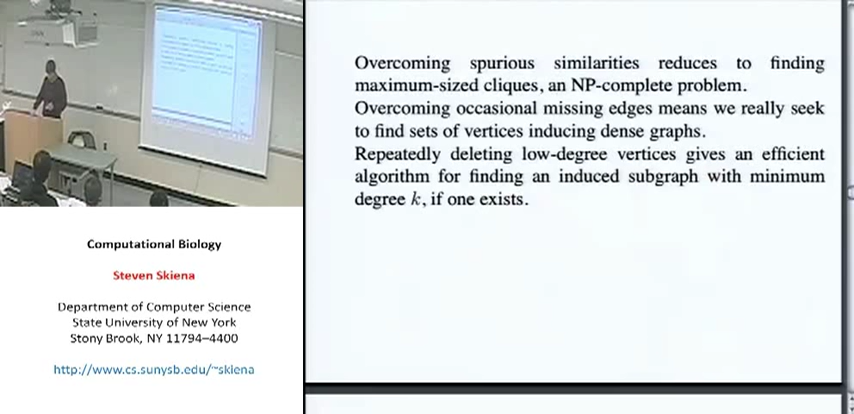 Overcoming spurious similarities reduces to finding
maximum-sized cliques, an NP-complete problem.
Overcoming occasional missing edges means we really seek
to find sets of vertices inducing dense graphs.
Repeatedly deleting low-degree vertices gives an efficient
algorithm for finding an induced subgraph with minimum
degree k, if one exists.
Computational Biology
Steven Skiena
Department of Computer Science
State University of New York
Stony Brook, NY 11794–4400
http://www.cs.sunysb.edu/~skiena